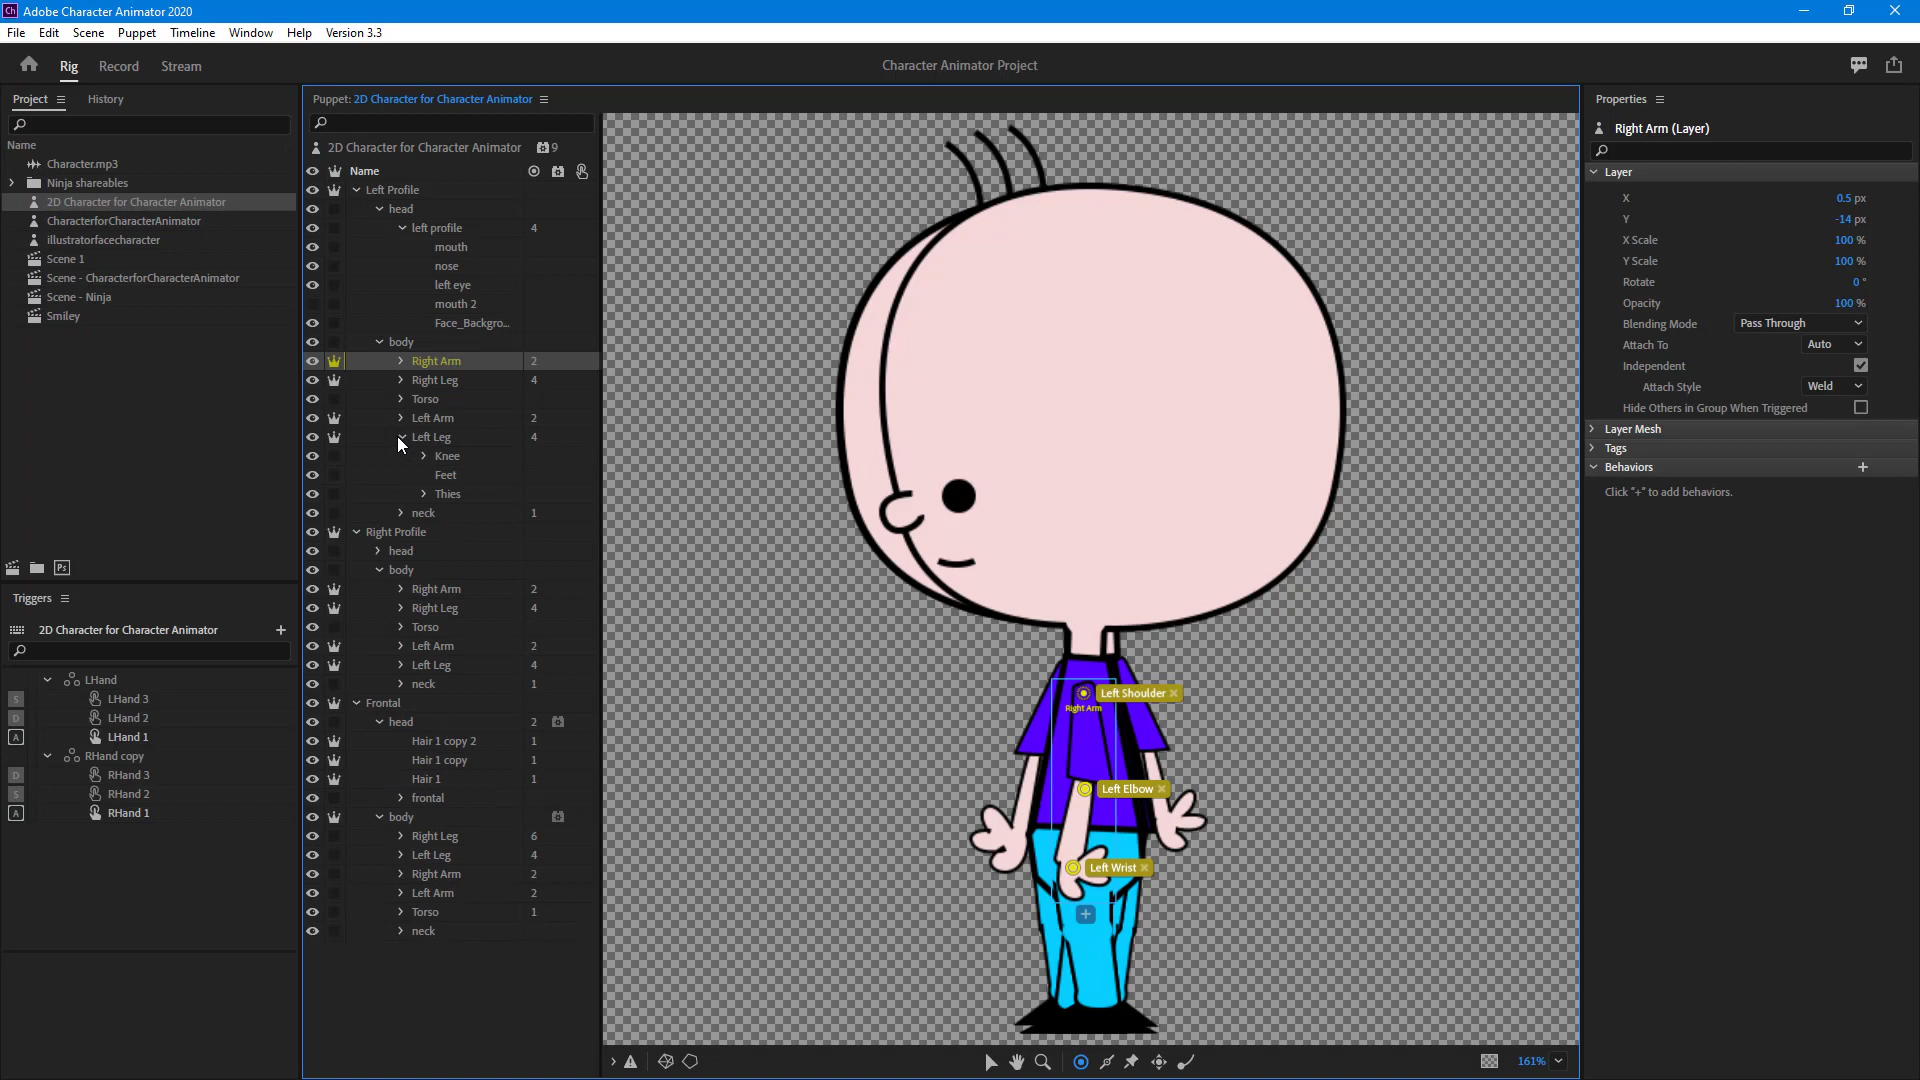 Ch Adobe Character Animator 2020
File Edit Scene Puppet Timeline Window Help Version 3.3
Rig Record Stream
Character Animator Project
Project History
Name
Character.mp3
Ninja shareables
2D Character for Character Animator
CharacterforCharacterAnimator
illustratorfacecharacter
Scene 1
Scene - CharacterforCharacterAnimator
Scene - Ninja
Smiley
Ps
Triggers
2D Character for Character Animator
LHand
S LHand 3
D LHand 2
A LHand 1
RHand copy
D RHand 3
S RHand 2
A RHand 1
Puppet: 2D Character for Character Animator
2D Character for Character Animator 9
Name
Left Profile
head
left profile 4
mouth
nose
left eye
mouth 2
Face_Backgro...
body
Right Arm 2
Right Leg 4
Torso
Left Arm 2
Left Leg 4
Knee
Feet
Thies
neck 1
Right Profile
head
body
Right Arm 2
Right Leg 4
Torso
Left Arm 2
Left Leg 4
neck 1
Frontal
head 2
Hair 1 copy 2 1
Hair 1 copy 1
Hair 1 1
frontal
body
Right Leg 6
Left Leg 4
Right Arm 2
Left Arm 2
Torso 1
neck
Left Shoulder
Right Arm
Left Elbow
Left Wrist
161%
Properties
Right Arm (Layer)
Layer
X 0.5 px
Y -14 px
X Scale 100 %
Y Scale 100 %
Rotate 0 °
Opacity 100 %
Blending Mode Pass Through
Attach To Auto
Independent
Attach Style Weld
Hide Others in Group When Triggered
Layer Mesh
Tags
Behaviors
Click "+" to add behaviors.